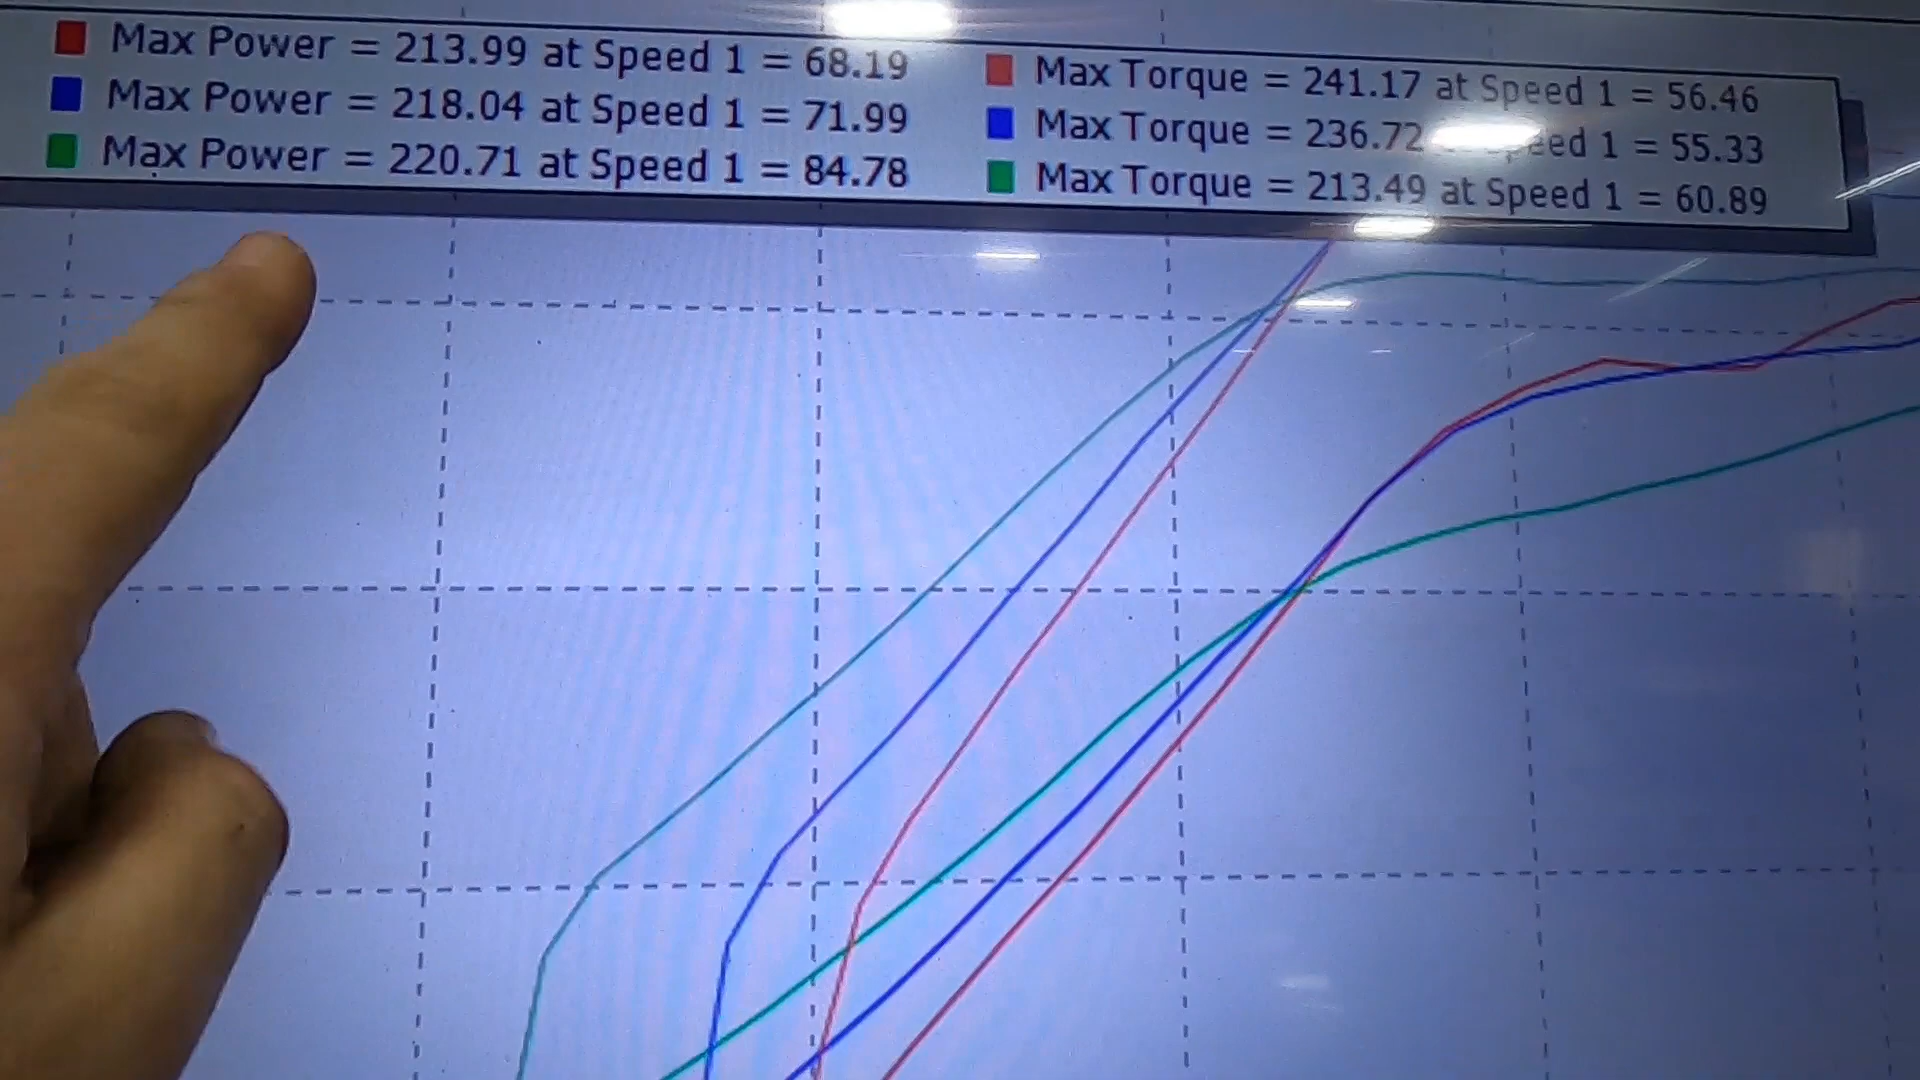 Max Power = 213.99 at Speed 1 = 68.19
Max Power = 218.04 at Speed 1 = 71.99
Max Power = 220.71 at Speed 1 = 84.78
Max Torque = 241.17 at Speed 1 = 56.46
Max Torque = 236.72 Speed 1 = 55.33
Max Torque = 213.49 at Speed 1 = 60.89